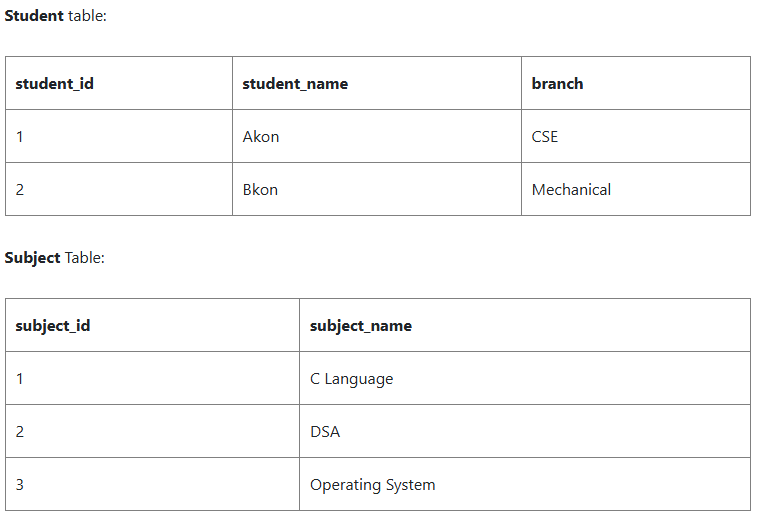 Student table:
student_id student_name branch
1 Akon CSE
2 Bkon Mechanical
Subject Table:
subject_id subject_name
1 C Language
2 DSA
3 Operating System